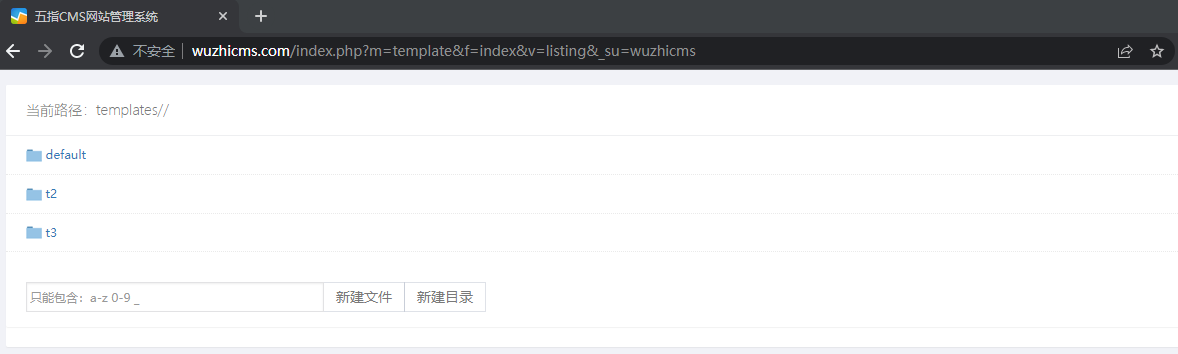 五指CMS网站管理系统
不安全 wuzhicms.com/index.php?m=template&f=index&v=listing&_su=wuzhicms
当前路径：templates//
default
t2
t3
只能包含：a-z 0-9 _ 新建文件 新建目录